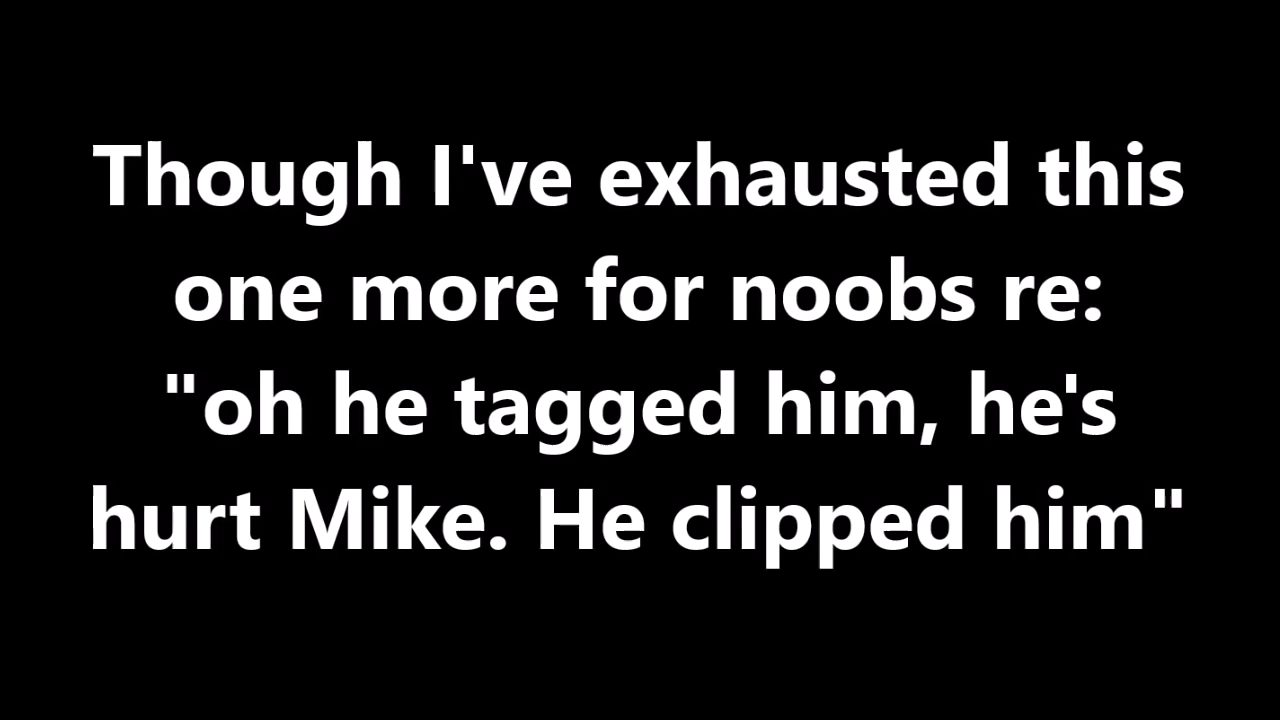 Though I've exhausted this
one more for noobs re:
"oh he tagged him, he's
hurt Mike. He clipped him"